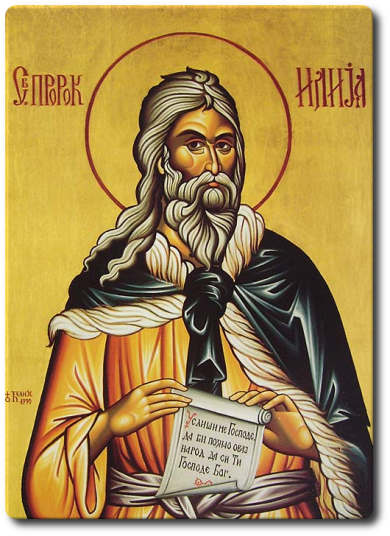 Св. ПРОРОК ИЛИЈА
Услиши ме Господе,
да би познао овај
народ да си Ти
Господе Бог.